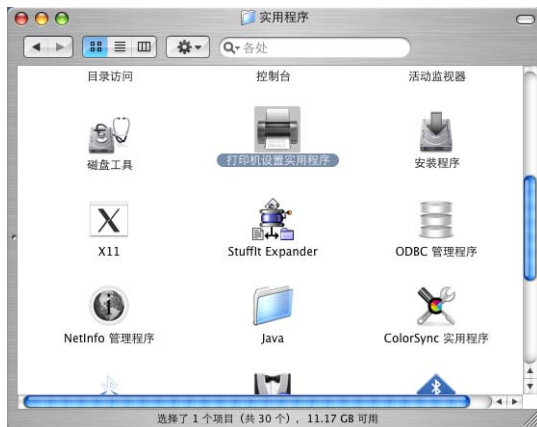 实用程序
各处
目录访问
控制台
活动监视器
磁盘工具
打印机设置实用程序
安装程序
X11
StuffIt Expander
ODBC 管理程序
NetInfo 管理程序
Java
ColorSync 实用程序
选择了 1 个项目（共 30 个），11.17 GB 可用